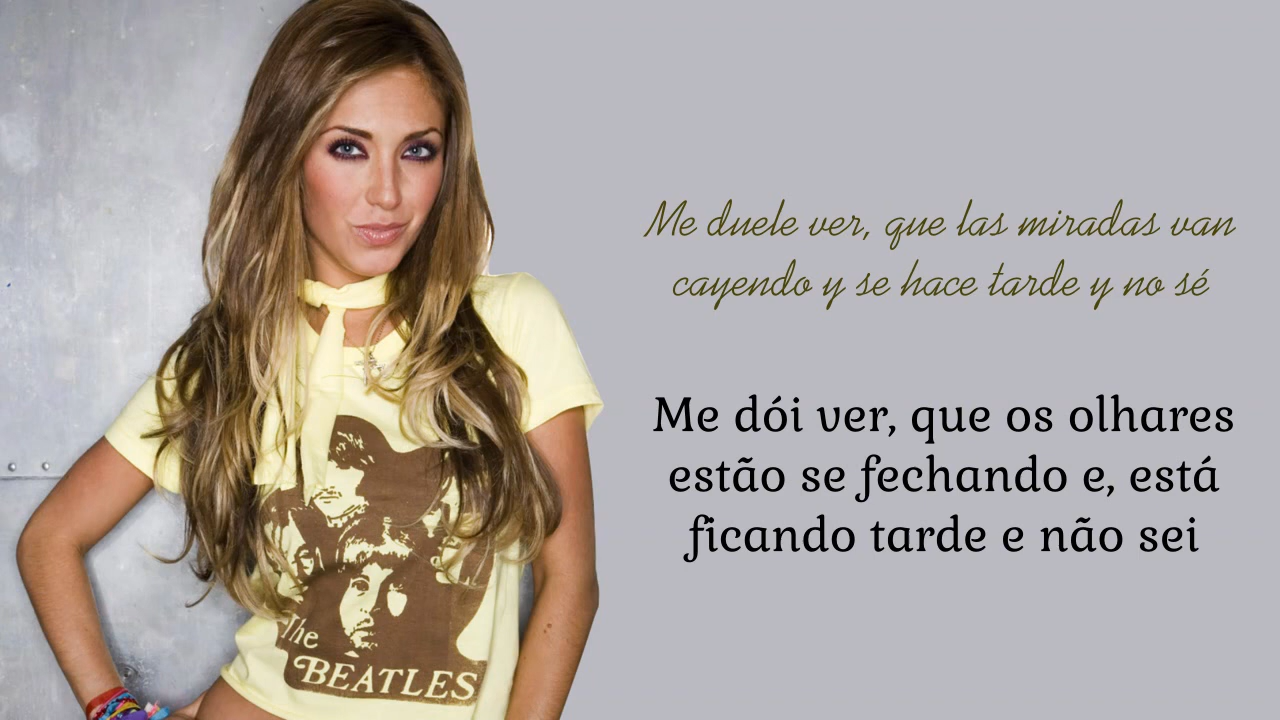 Me duele ver, que las miradas van
cayendo y se hace tarde y no sé
Me dói ver, que os olhares
estão se fechando e, está
ficando tarde e não sei
The
BEATLES